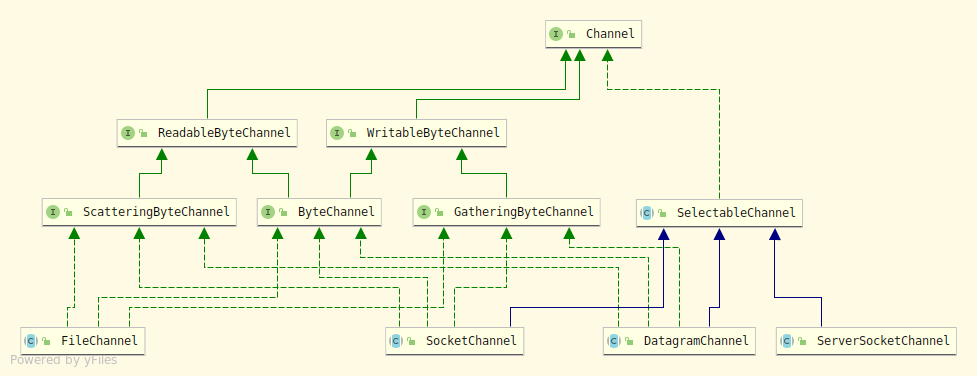 I Channel
I ReadableByteChannel
I WritableByteChannel
I ScatteringByteChannel
I ByteChannel
I GatheringByteChannel
C SelectableChannel
C FileChannel
C SocketChannel
C DatagramChannel
C ServerSocketChannel
Powered by yFiles